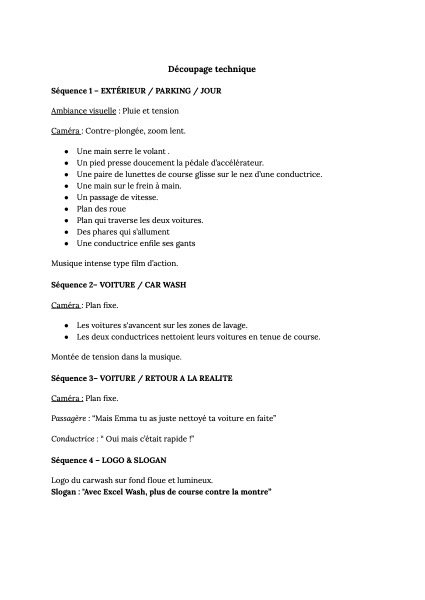 Découpage technique
Séquence 1 – EXTÉRIEUR / PARKING / JOUR
Ambiance visuelle : Pluie et tension
Caméra : Contre-plongée, zoom lent.
● Une main serre le volant .
● Un pied presse doucement la pédale d'accélérateur.
● Une paire de lunettes de course glisse sur le nez d'une conductrice.
● Une main sur le frein à main.
● Un passage de vitesse.
● Plan des roue
● Plan qui traverse les deux voitures.
● Des phares qui s'allument
● Une conductrice enfile ses gants
Musique intense type film d'action.
Séquence 2– VOITURE / CAR WASH
Caméra : Plan fixe.
● Les voitures s'avancent sur les zones de lavage.
● Les deux conductrices nettoient leurs voitures en tenue de course.
Montée de tension dans la musique.
Séquence 3– VOITURE / RETOUR A LA REALITE
Caméra : Plan fixe.
Passagère : "Mais Emma tu as juste nettoyé ta voiture en faite"
Conductrice : " Oui mais c'était rapide !"
Séquence 4 – LOGO & SLOGAN
Logo du carwash sur fond floue et lumineux.
Slogan : "Avec Excel Wash, plus de course contre la montre"